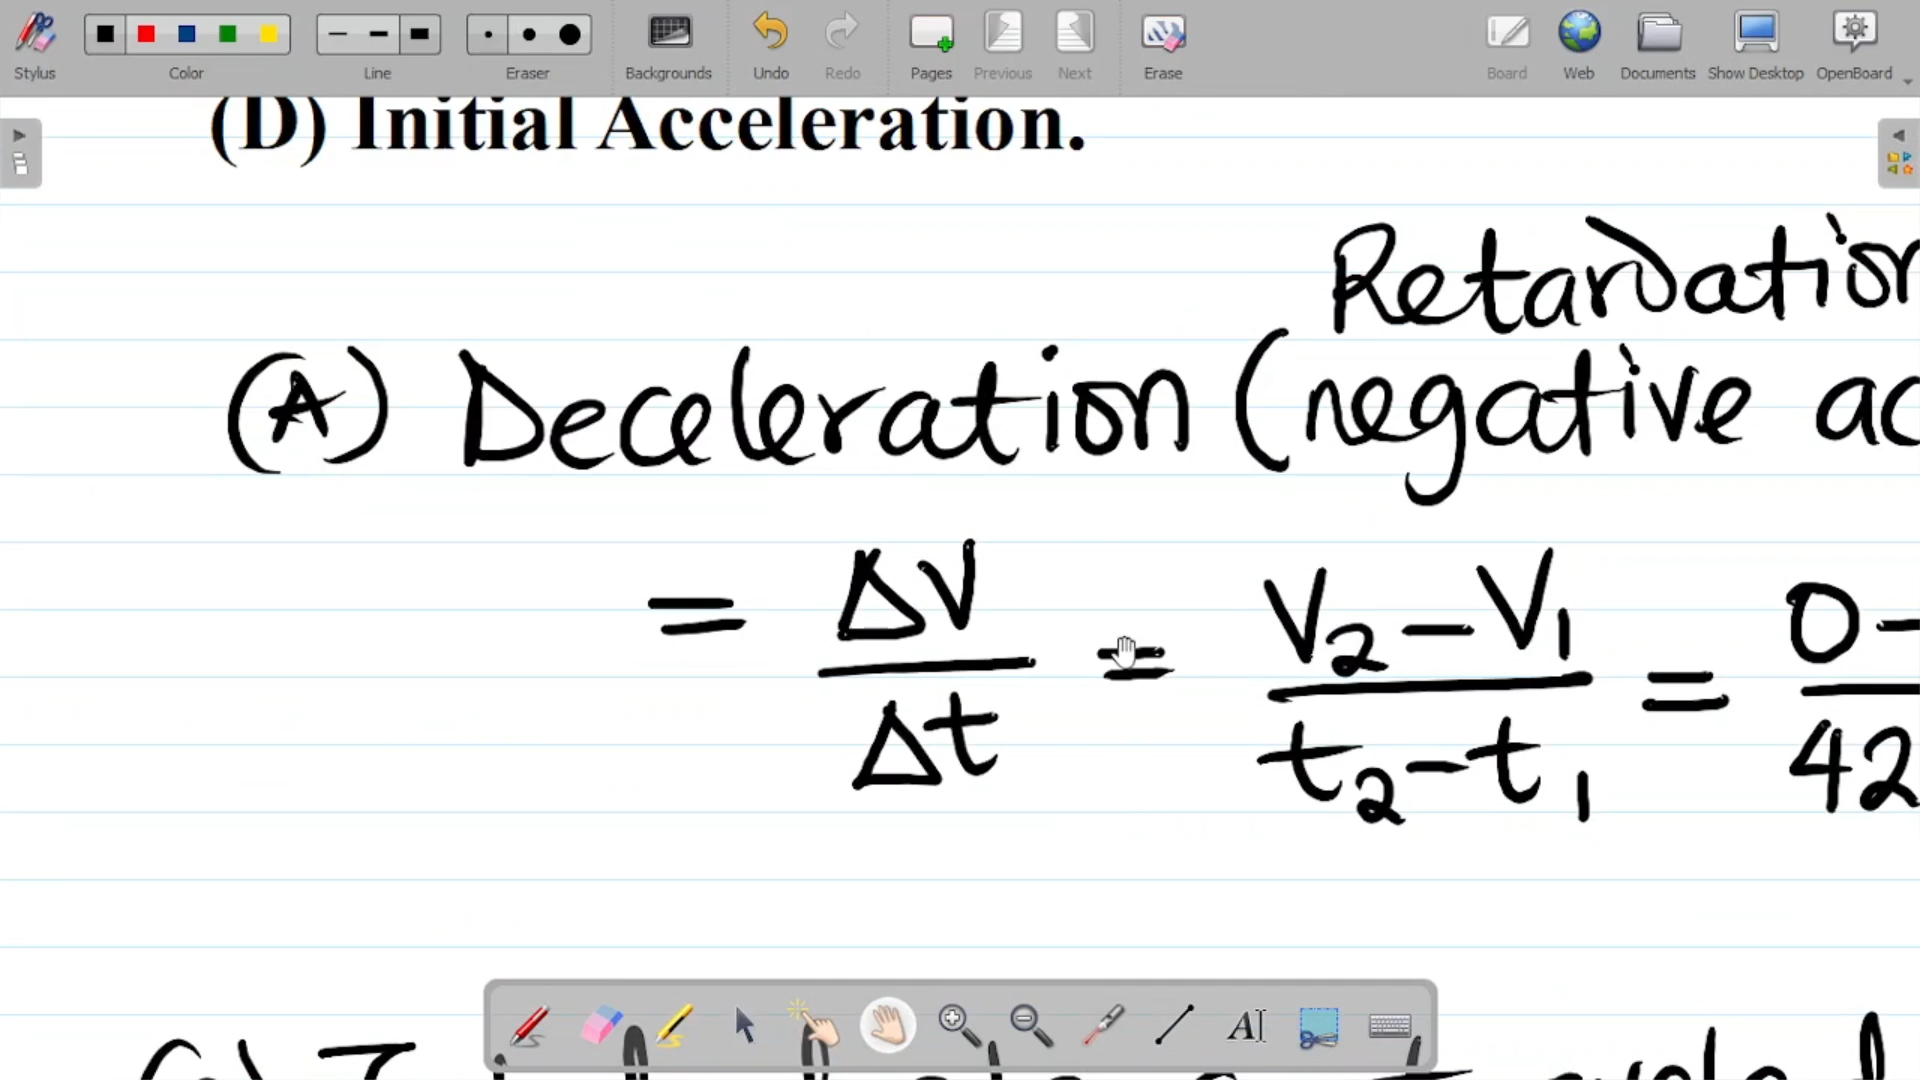 Stylus Color Line Eraser Backgrounds Undo Redo Pages Previous Next Erase Board Web Documents Show Desktop OpenBoard
(D) Initial Acceleration.
Retardation
(A) Deceleration (negative ac
= ΔV/Δt = V₂-V₁/t₂-t₁ = 0-/42